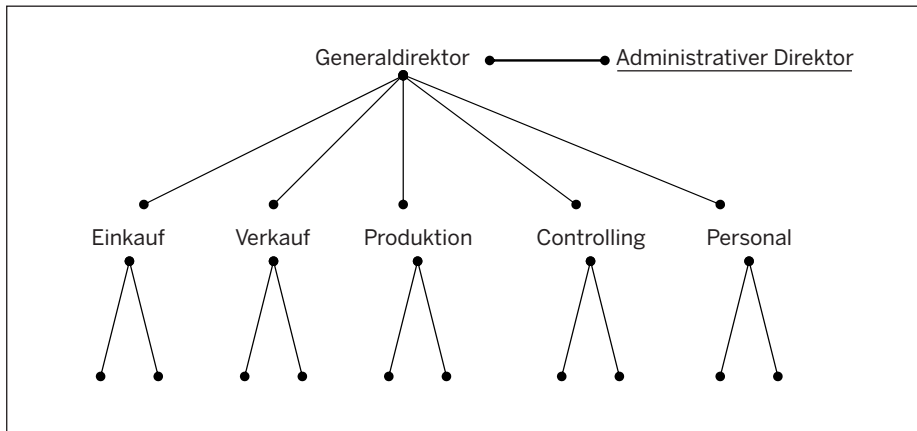 Generaldirektor Administrativer Direktor
Einkauf Verkauf Produktion Controlling Personal